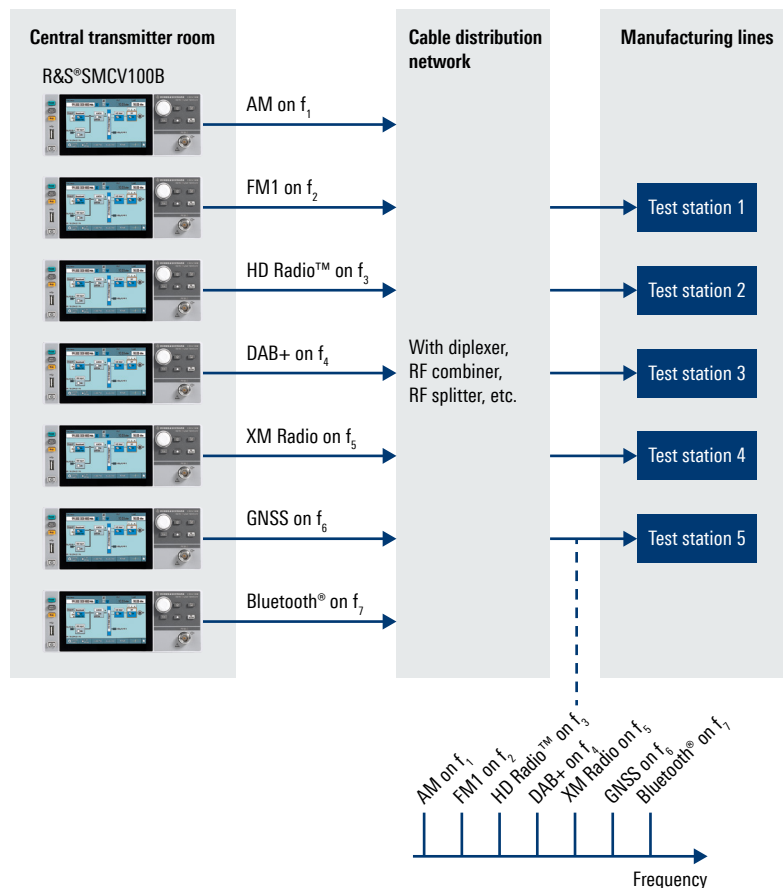 Central transmitter room
R&S®SMCV100B
AM on f₁
FM1 on f₂
HD Radio™ on f₃
DAB+ on f₄
XM Radio on f₅
GNSS on f₆
Bluetooth® on f₇
Cable distribution
network
With diplexer,
RF combiner,
RF splitter, etc.
Manufacturing lines
Test station 1
Test station 2
Test station 3
Test station 4
Test station 5
AM on f₁
FM1 on f₂
HD Radio™ on f₃
DAB+ on f₄
XM Radio on f₅
GNSS on f₆
Bluetooth® on f₇
Frequency